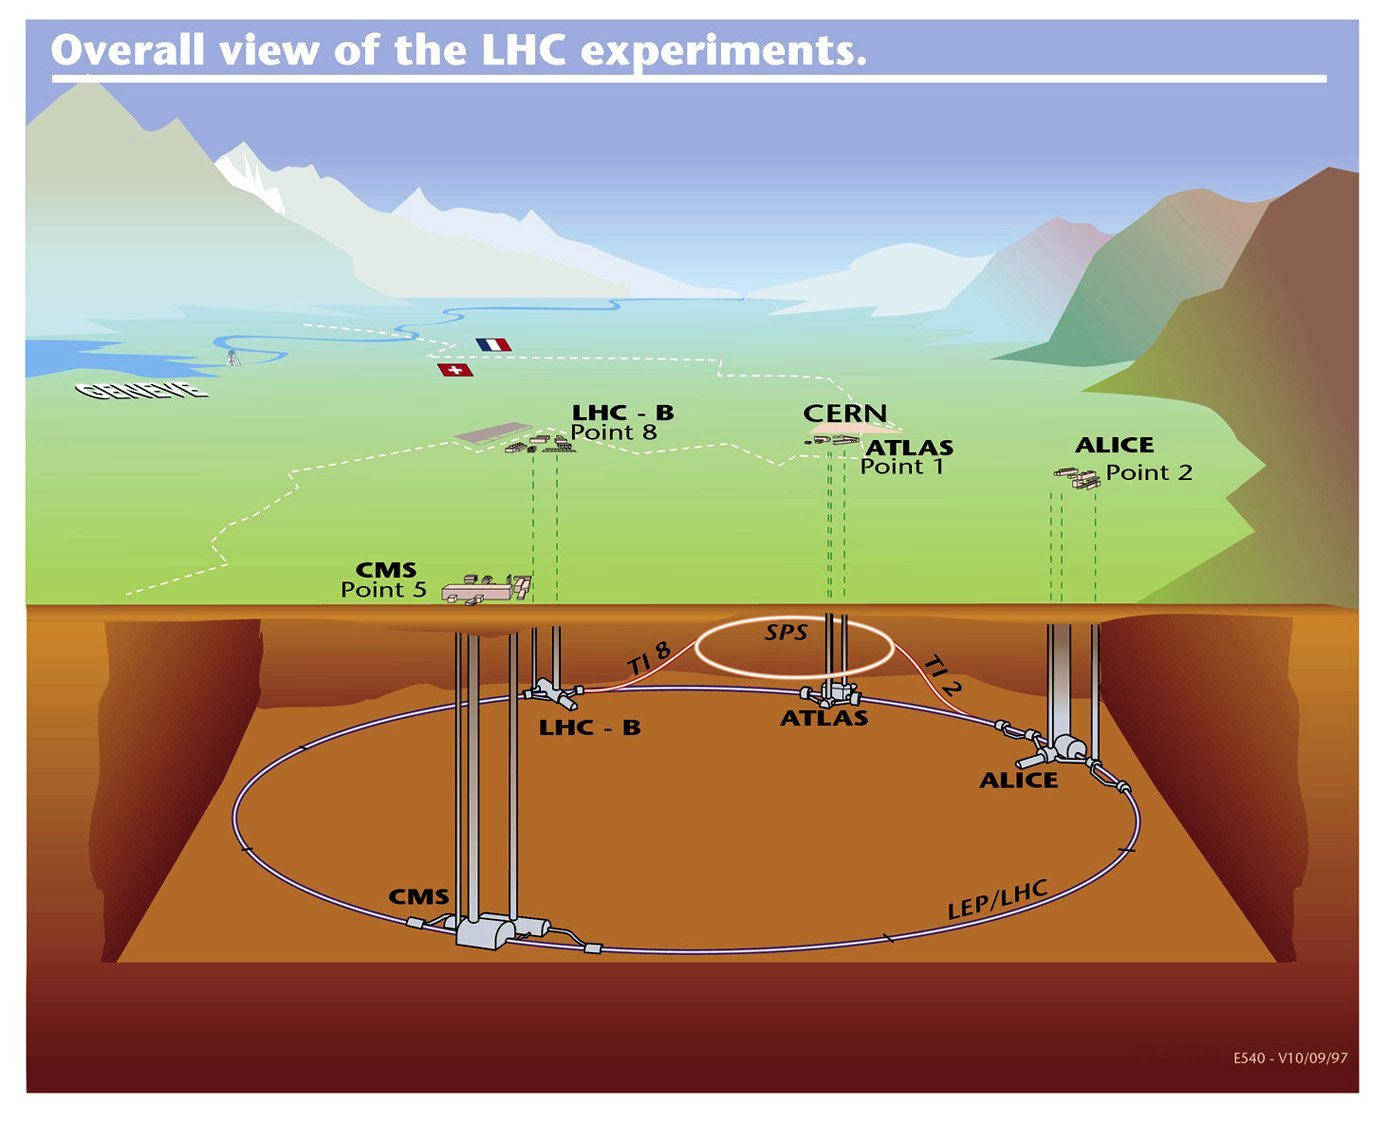 Overall view of the LHC experiments.
GENEVE
LHC - B
Point 8
CERN
ATLAS
Point 1
ALICE
Point 2
CMS
Point 5
SPS
TI 8
TI 2
LHC - B
ATLAS
ALICE
CMS
LEP/LHC
E540 - V10/09/97